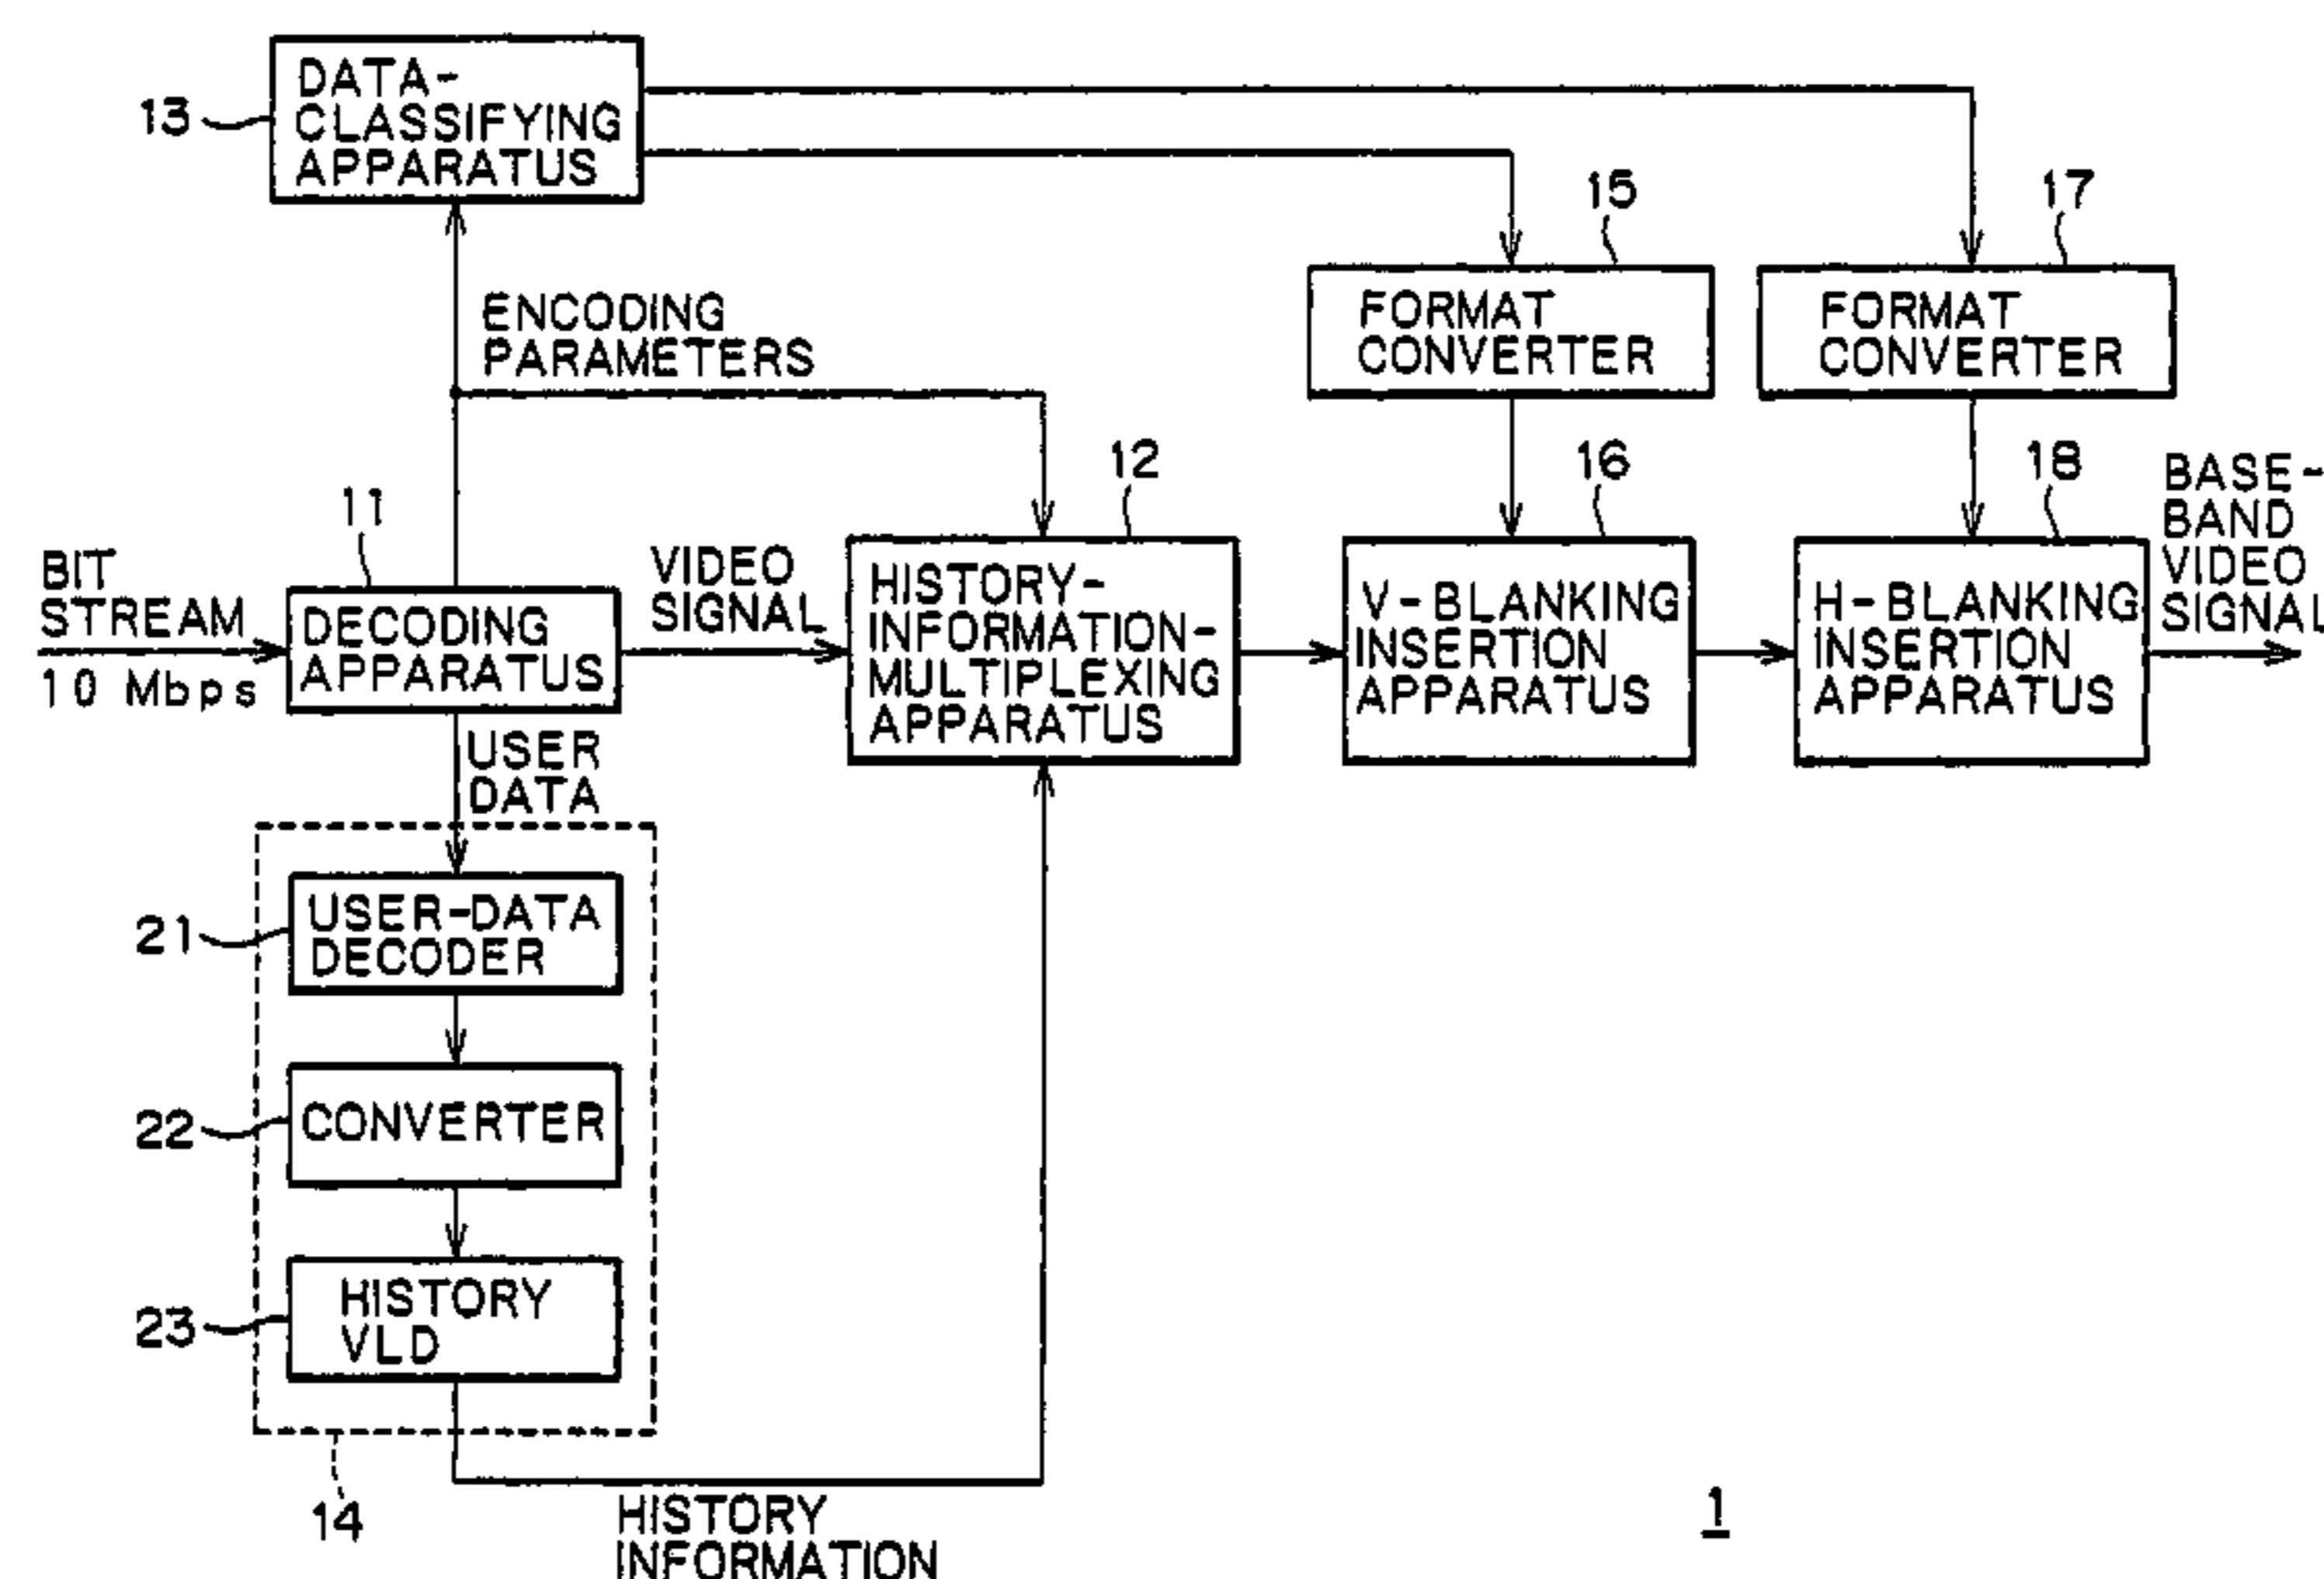 DATA-
CLASSIFYING
APPARATUS
13
15
17
ENCODING
PARAMETERS
FORMAT
CONVERTER
FORMAT
CONVERTER
12
16
18
11
BASE-
BAND
VIDEO
SIGNAL
BIT
STREAM
10 Mbps
DECODING
APPARATUS
VIDEO
SIGNAL
HISTORY-
INFORMATION-
MULTIPLEXING
APPARATUS
V-BLANKING
INSERTION
APPARATUS
H-BLANKING
INSERTION
APPARATUS
USER
DATA
21
USER-DATA
DECODER
22
CONVERTER
23
HISTORY
VLD
14
HISTORY
INFORMATION
1